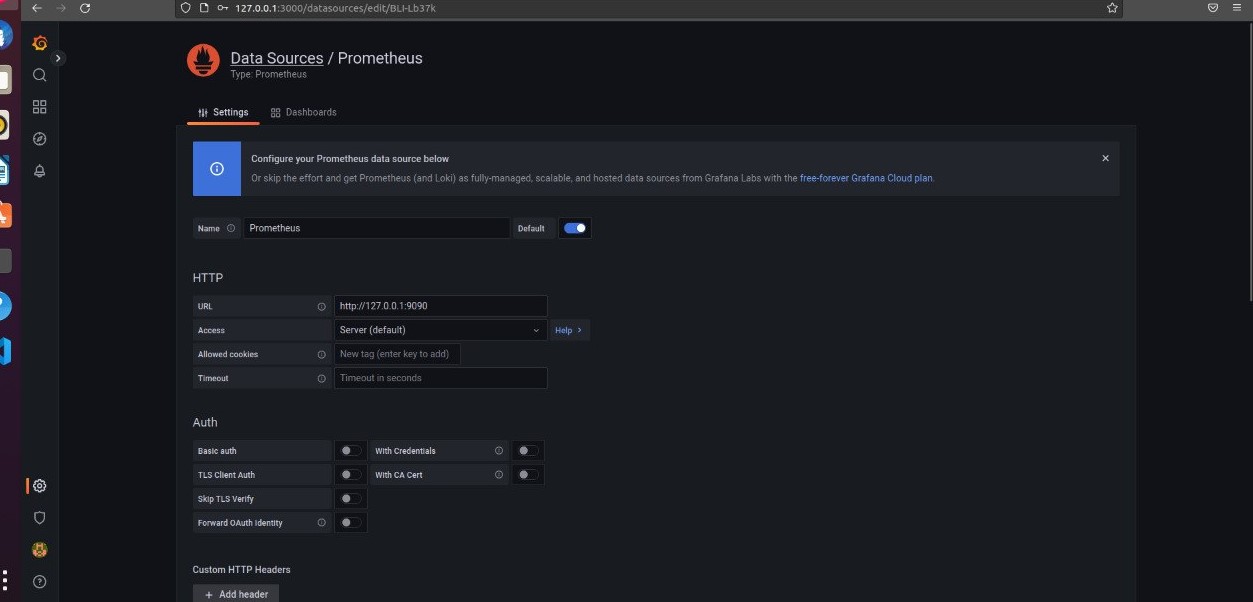 127.0.0.1:3000/datasources/edit/BLI-Lb37k
Data Sources / Prometheus
Type: Prometheus
Settings Dashboards
Configure your Prometheus data source below
Or skip the effort and get Prometheus (and Loki) as fully-managed, scalable, and hosted data sources from Grafana Labs with the free-forever Grafana Cloud plan.
Name Prometheus Default
HTTP
URL http://127.0.0.1:9090
Access Server (default) Help
Allowed cookies New tag (enter key to add)
Timeout Timeout in seconds
Auth
Basic auth With Credentials
TLS Client Auth With CA Cert
Skip TLS Verify
Forward OAuth Identity
Custom HTTP Headers
+ Add header